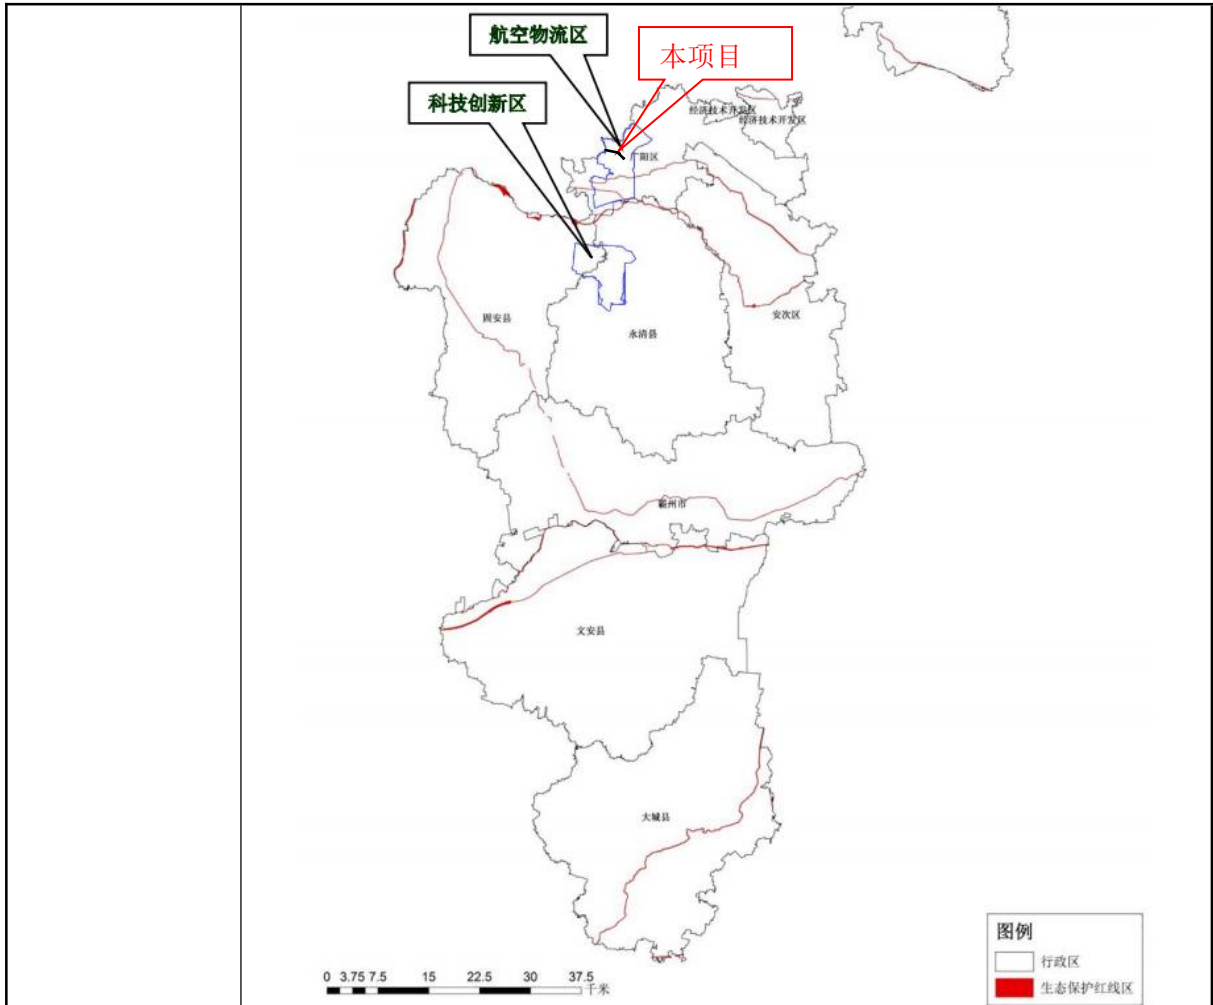 航空物流区
本项目
科技创新区
经济技术开发区
经济技术开发区
广阳区
固安县
永清县
安次区
霸州市
文安县
大城县
图例
行政区
生态保护红线区
0 3.75 7.5 15 22.5 30 37.5
千米